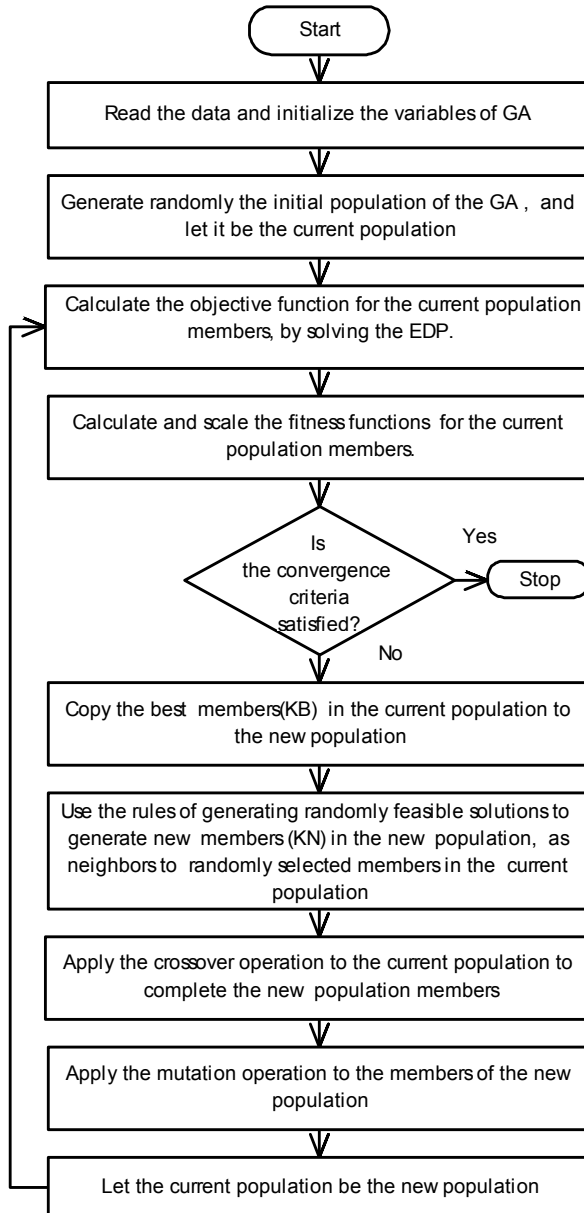 Start
Read the data and initialize the variables of GA
Generate randomly the initial population of the GA , and
let it be the current population
Calculate the objective function for the current population
members, by solving the EDP.
Calculate and scale the fitness functions for the current
population members.
Is
the convergence
criteria
satisfied?
Yes
Stop
No
Copy the best members(KB) in the current population to
the new population
Use the rules of generating randomly feasible solutions to
generate new members (KN) in the new population, as
neighbors to randomly selected members in the current
population
Apply the crossover operation to the current population to
complete the new population members
Apply the mutation operation to the members of the new
population
Let the current population be the new population